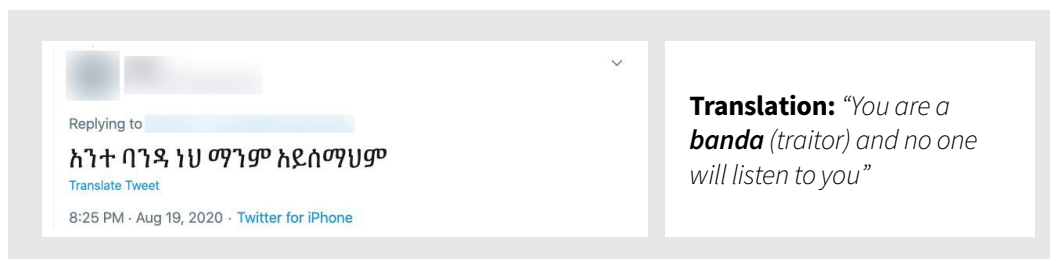 Replying to
አንተ ባንዳ ነህ ማንም አይሰማህም
Translate Tweet
8:25 PM · Aug 19, 2020 · Twitter for iPhone
Translation: “You are a
banda (traitor) and no one
will listen to you”